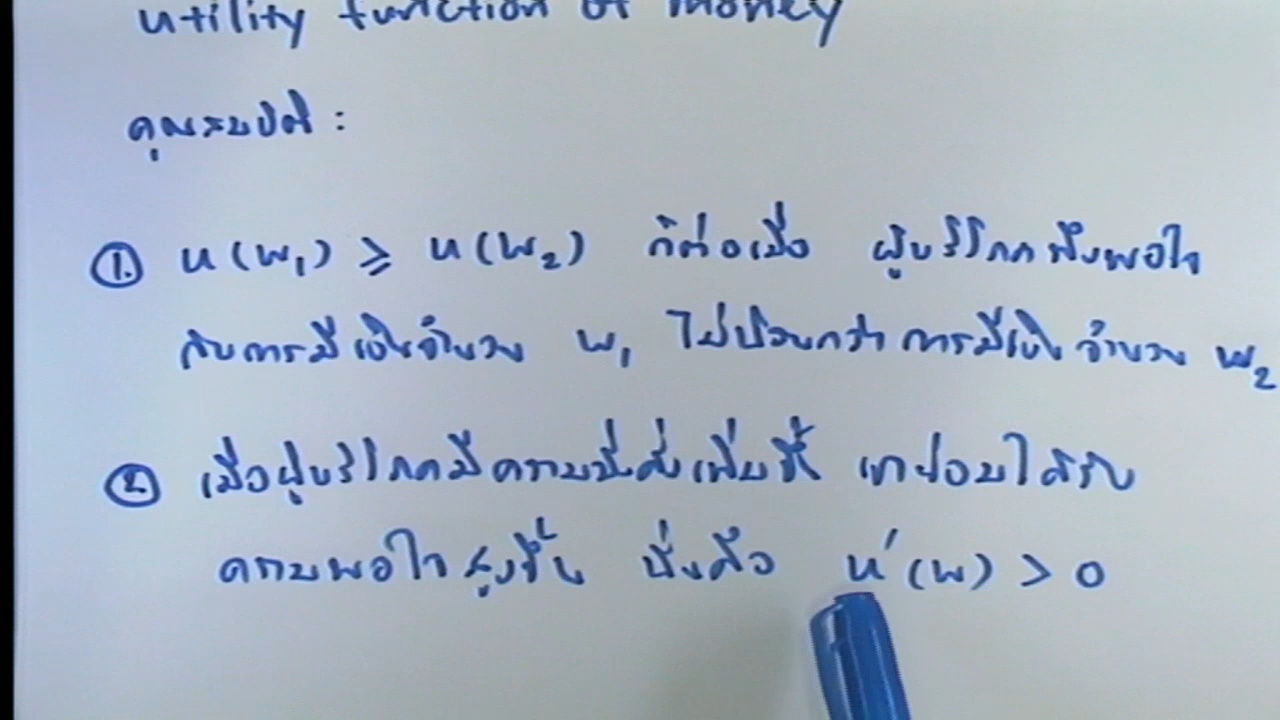 utility function of money
คุณสมบัติ :
① u(w₁) ≥ u(w₂) ก็ต่อเมื่อ ผู้บริโภคพึงพอใจ
กับการมีเงินจำนวน w₁ ไม่น้อยกว่า การมีเงินจำนวน w₂
② เมื่อผู้บริโภคมีความมั่งคั่งเพิ่มขึ้น เขาย่อมได้รับ
ความพอใจสูงขึ้น นั่นคือ u'(w) > 0